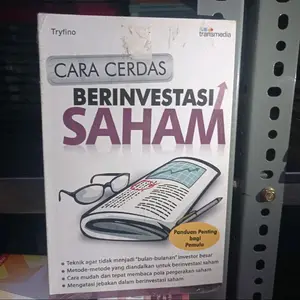 Tryfino
transmedia
CARA CERDAS
BERINVESTASI
SAHAM
Panduan Penting
bagi
Pemula
• Teknik agar tidak menjadi "bulan-bulanan" investor besar
• Metode-metode yang diandalkan untuk berinvestasi saham
• Cara mudah dan tepat membaca pola pergerakan saham
• Mengatasi jebakan dalam berinvestasi saham